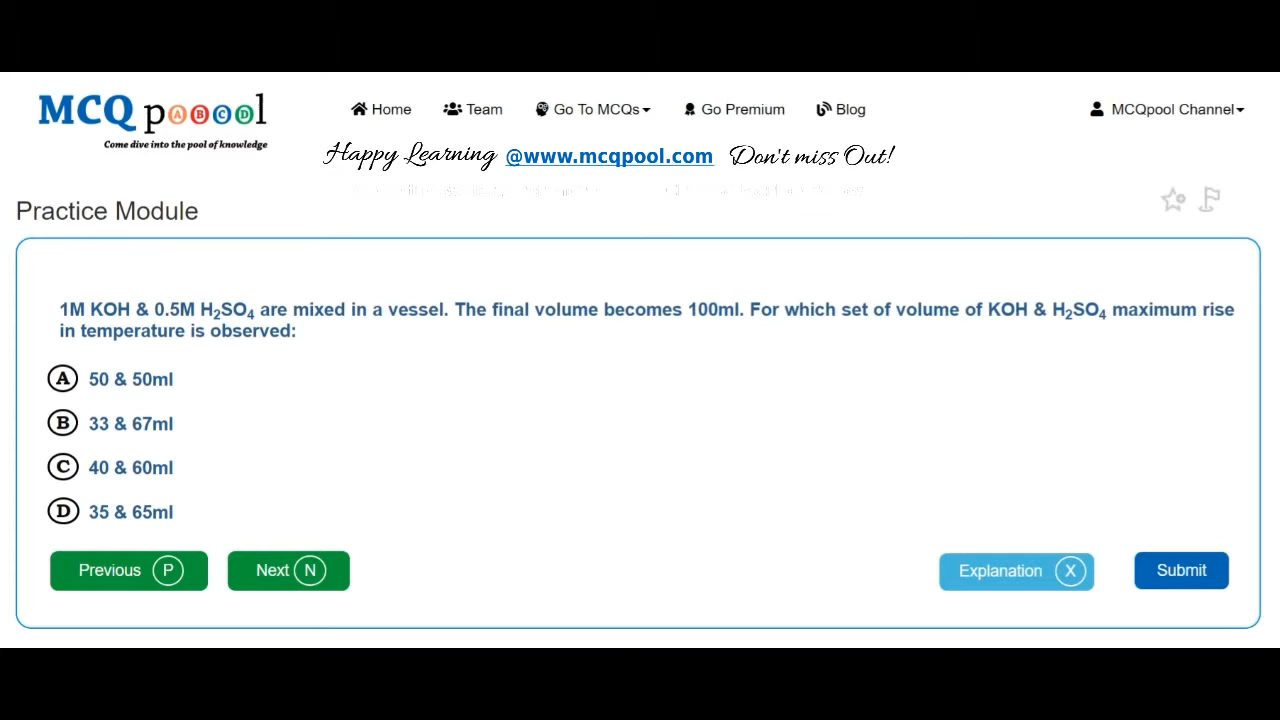 MCQ pABCDl
Come dive into the pool of knowledge
Home Team Go To MCQs Go Premium Blog MCQpool Channel
Happy Learning @www.mcqpool.com Don't miss Out!
Practice Module
1M KOH & 0.5M H₂SO₄ are mixed in a vessel. The final volume becomes 100ml. For which set of volume of KOH & H₂SO₄ maximum rise
in temperature is observed:
A 50 & 50ml
B 33 & 67ml
C 40 & 60ml
D 35 & 65ml
Previous P Next N Explanation X Submit